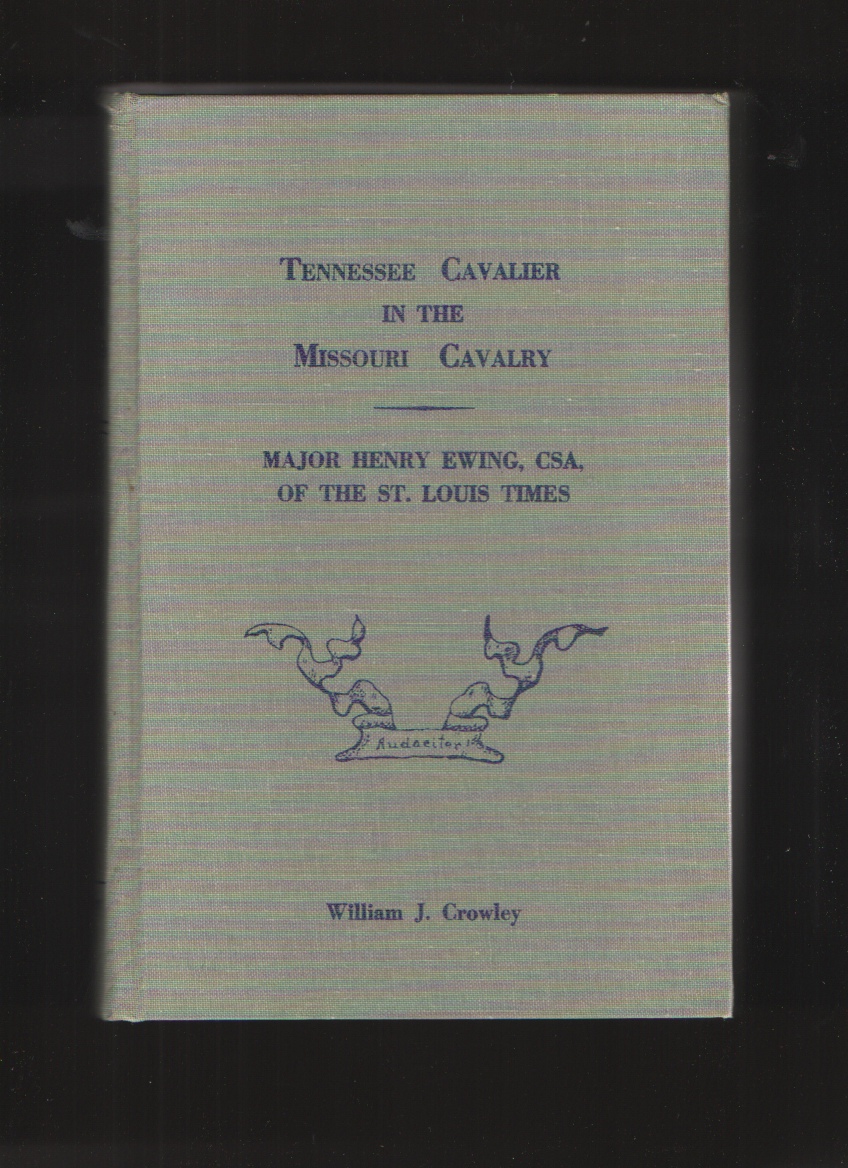 TENNESSEE CAVALIER
IN THE
MISSOURI CAVALRY
MAJOR HENRY EWING, CSA,
OF THE ST. LOUIS TIMES
Audaciter
William J. Crowley